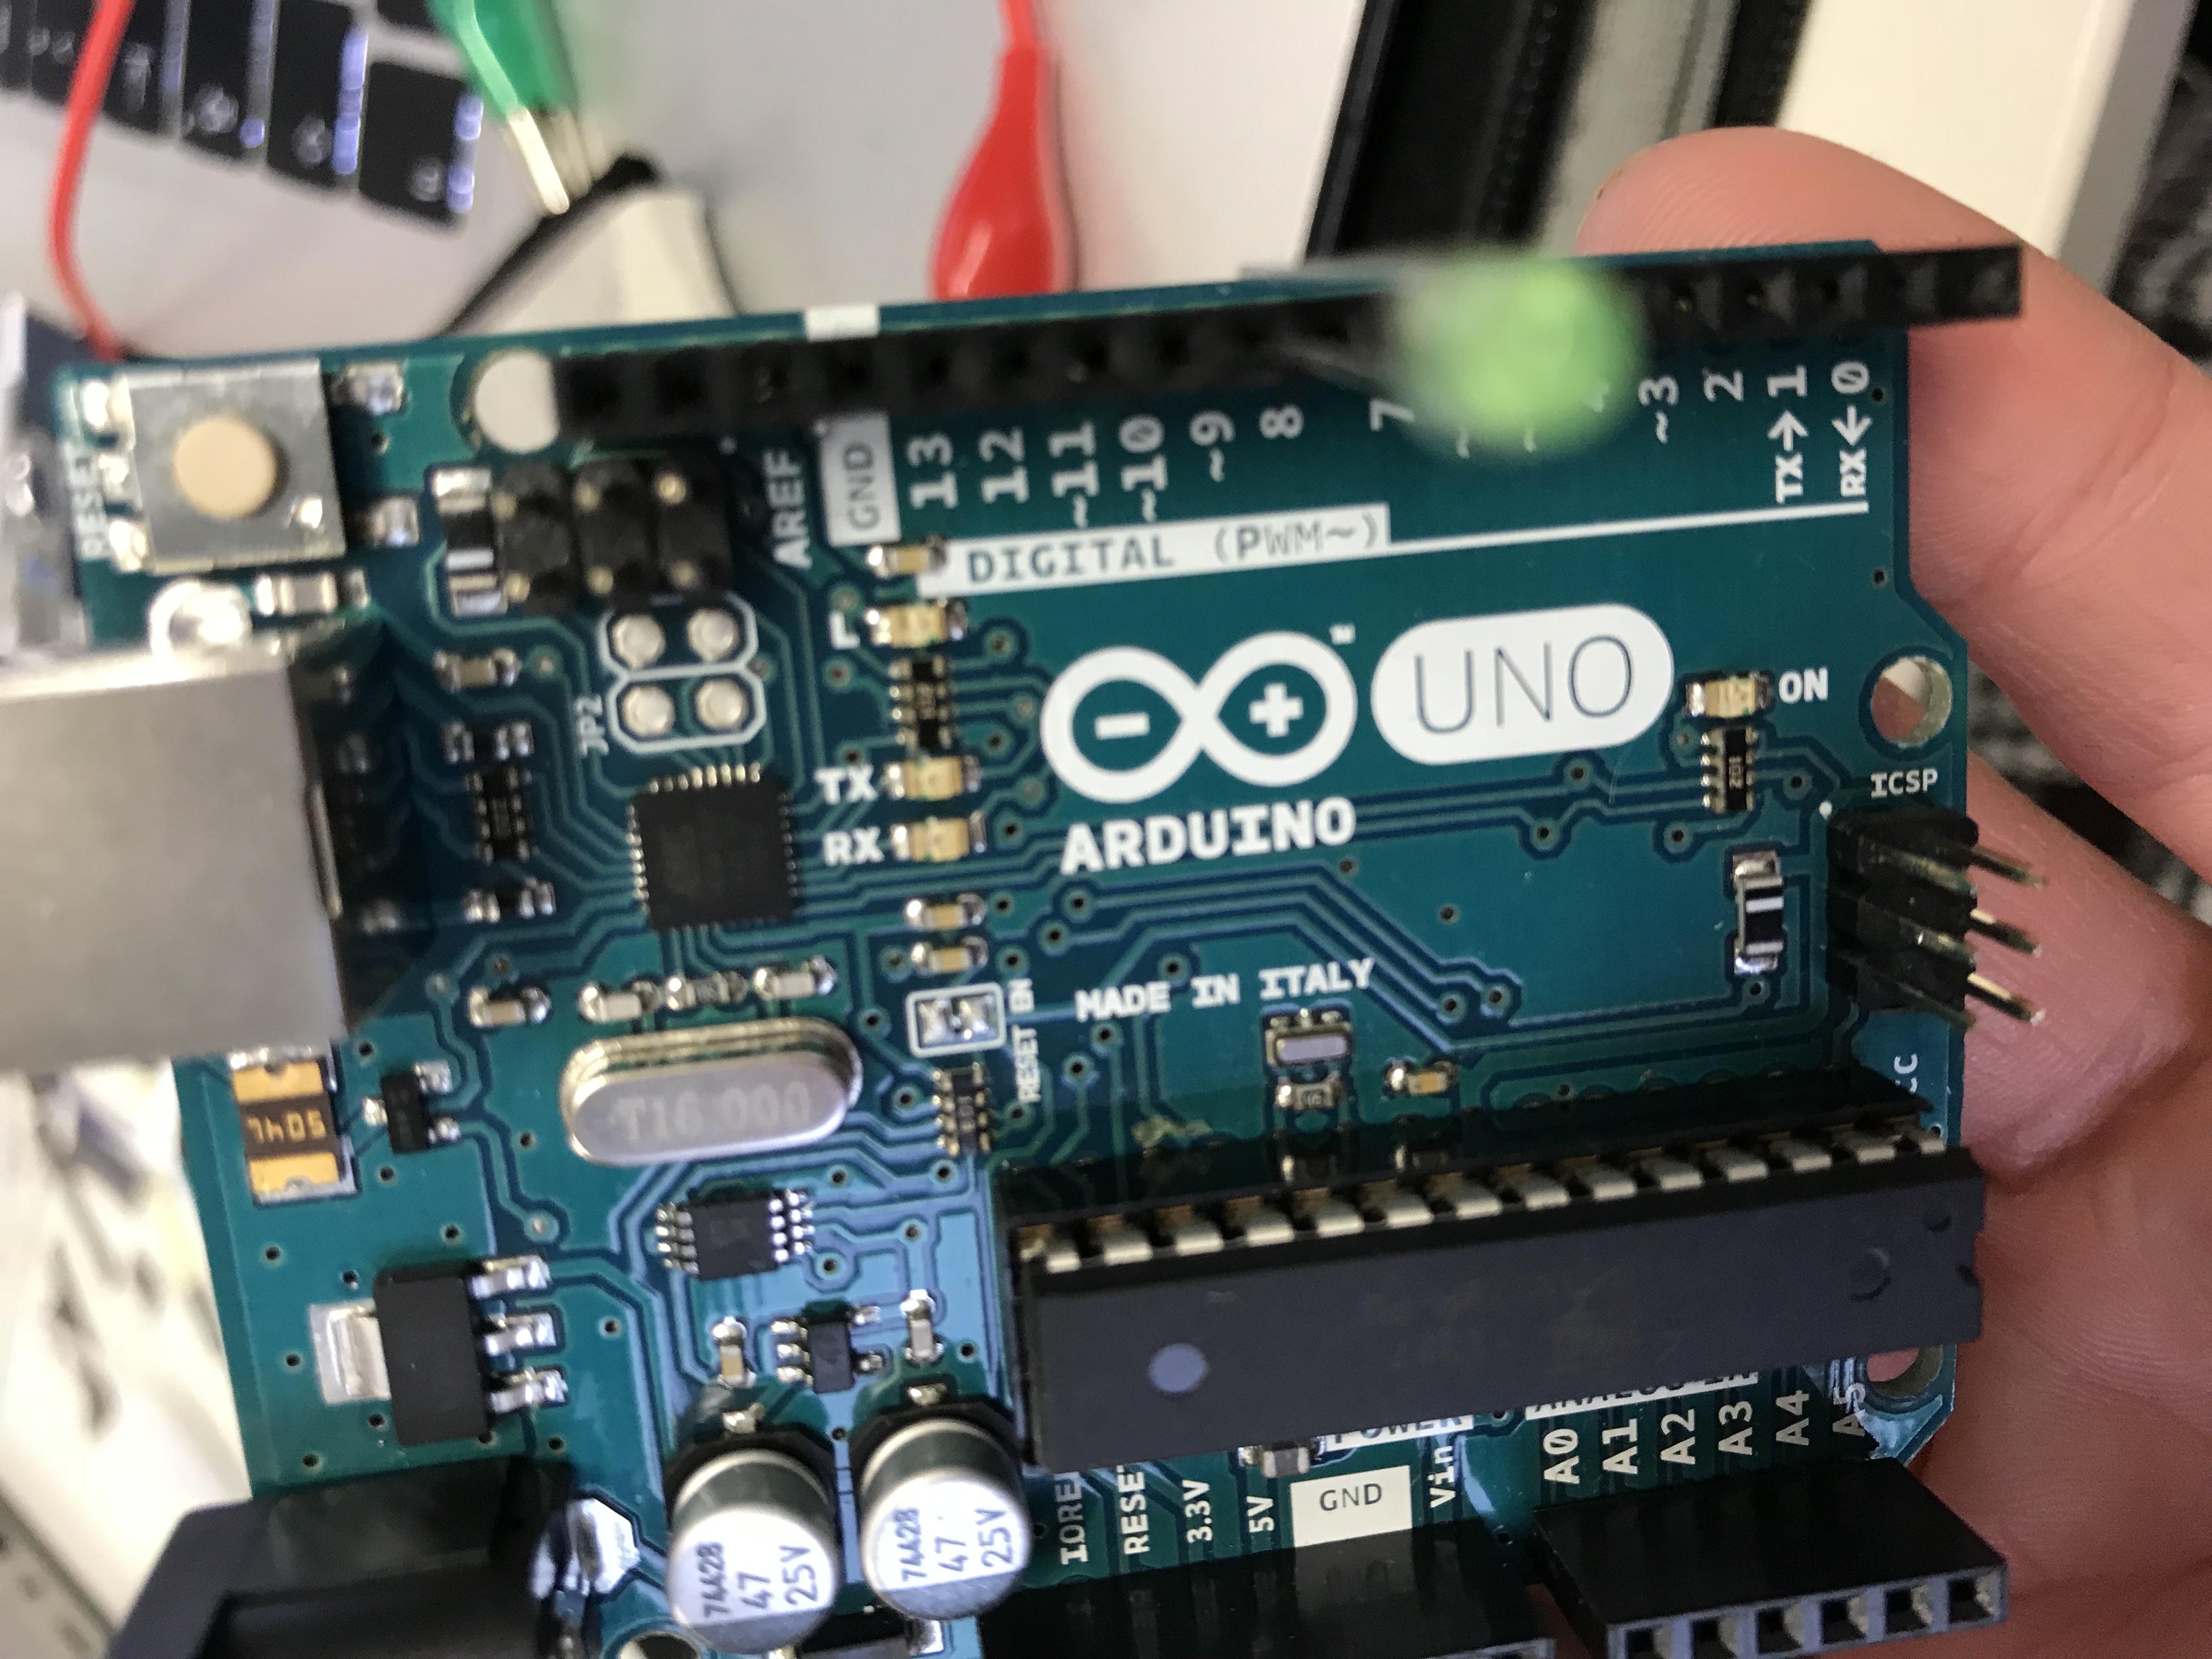 RESET
504L
T16.000
JP2
74428
47
25V
74428
47
25V
AREF
GND
RX
TX
L
13
12
~11
~10
~9
8
7
~
~3
2
TX→ 1
RX← 0
DIGITAL (PWM~)
RESET EN
MADE IN ITALY
ARDUINO
UNO
IORE
RESET
3.3V
5V
GND
Vin
A0
A1
A2
A3
A4
A5
ON
ICSP